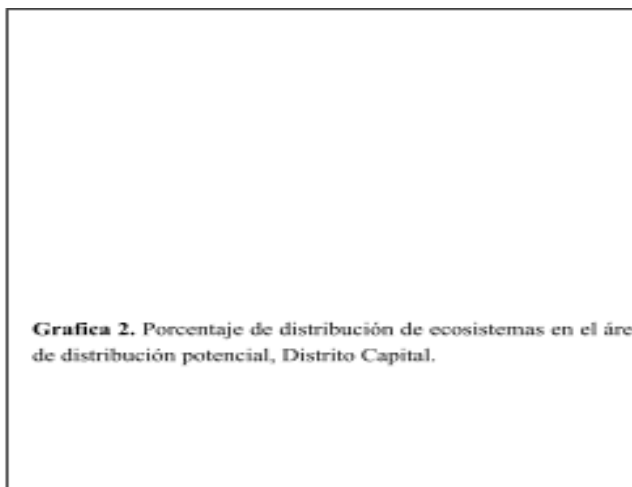 Grafica 2. Porcentaje de distribución de ecosistemas en el áre
de distribución potencial, Distrito Capital.